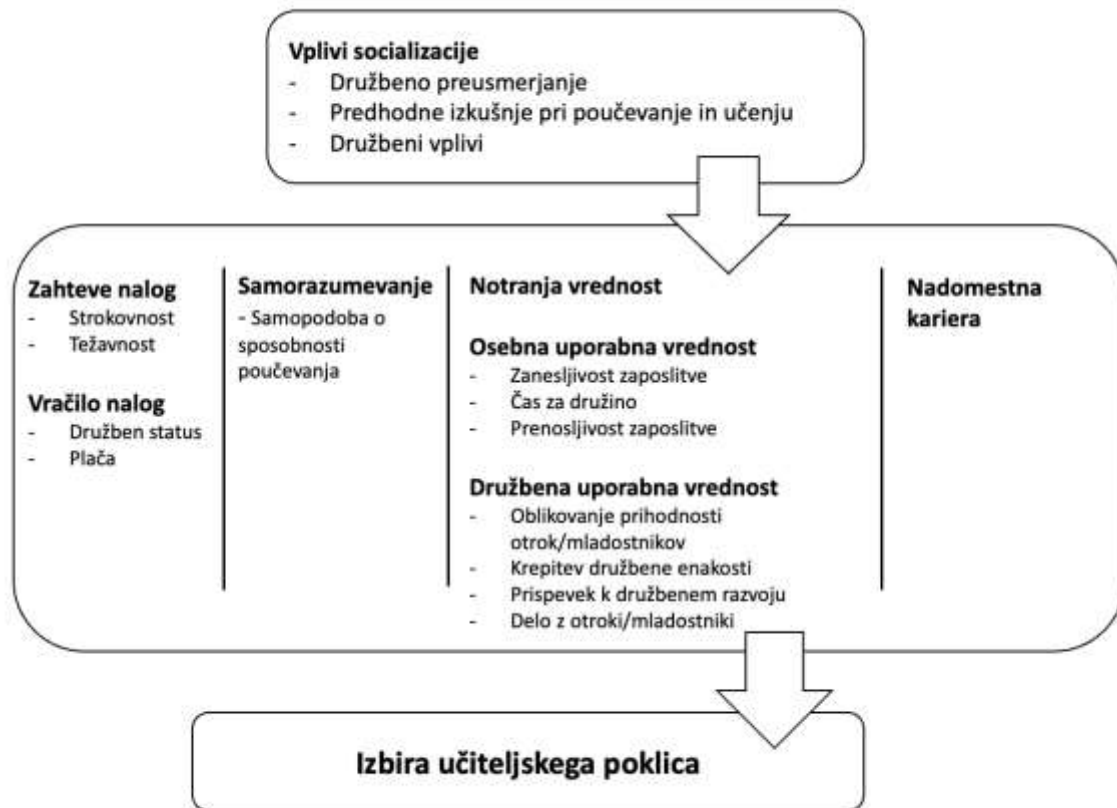 Vplivi socializacije
- Družbeno preusmerjanje
- Predhodne izkušnje pri poučevanje in učenju
- Družbeni vplivi
Zahteve nalog
- Strokovnost
- Težavnost
Vračilo nalog
- Družben status
- Plača
Samorazumevanje
- Samopodoba o
sposobnosti
poučevanja
Notranja vrednost
Osebna uporabna vrednost
- Zanesljivost zaposlitve
- Čas za družino
- Prenosljivost zaposlitve
Družbena uporabna vrednost
- Oblikovanje prihodnosti
otrok/mladostnikov
- Krepitev družbene enakosti
- Prispevek k družbenem razvoju
- Delo z otroki/mladostniki
Nadomestna
kariera
Izbira učiteljskega poklica